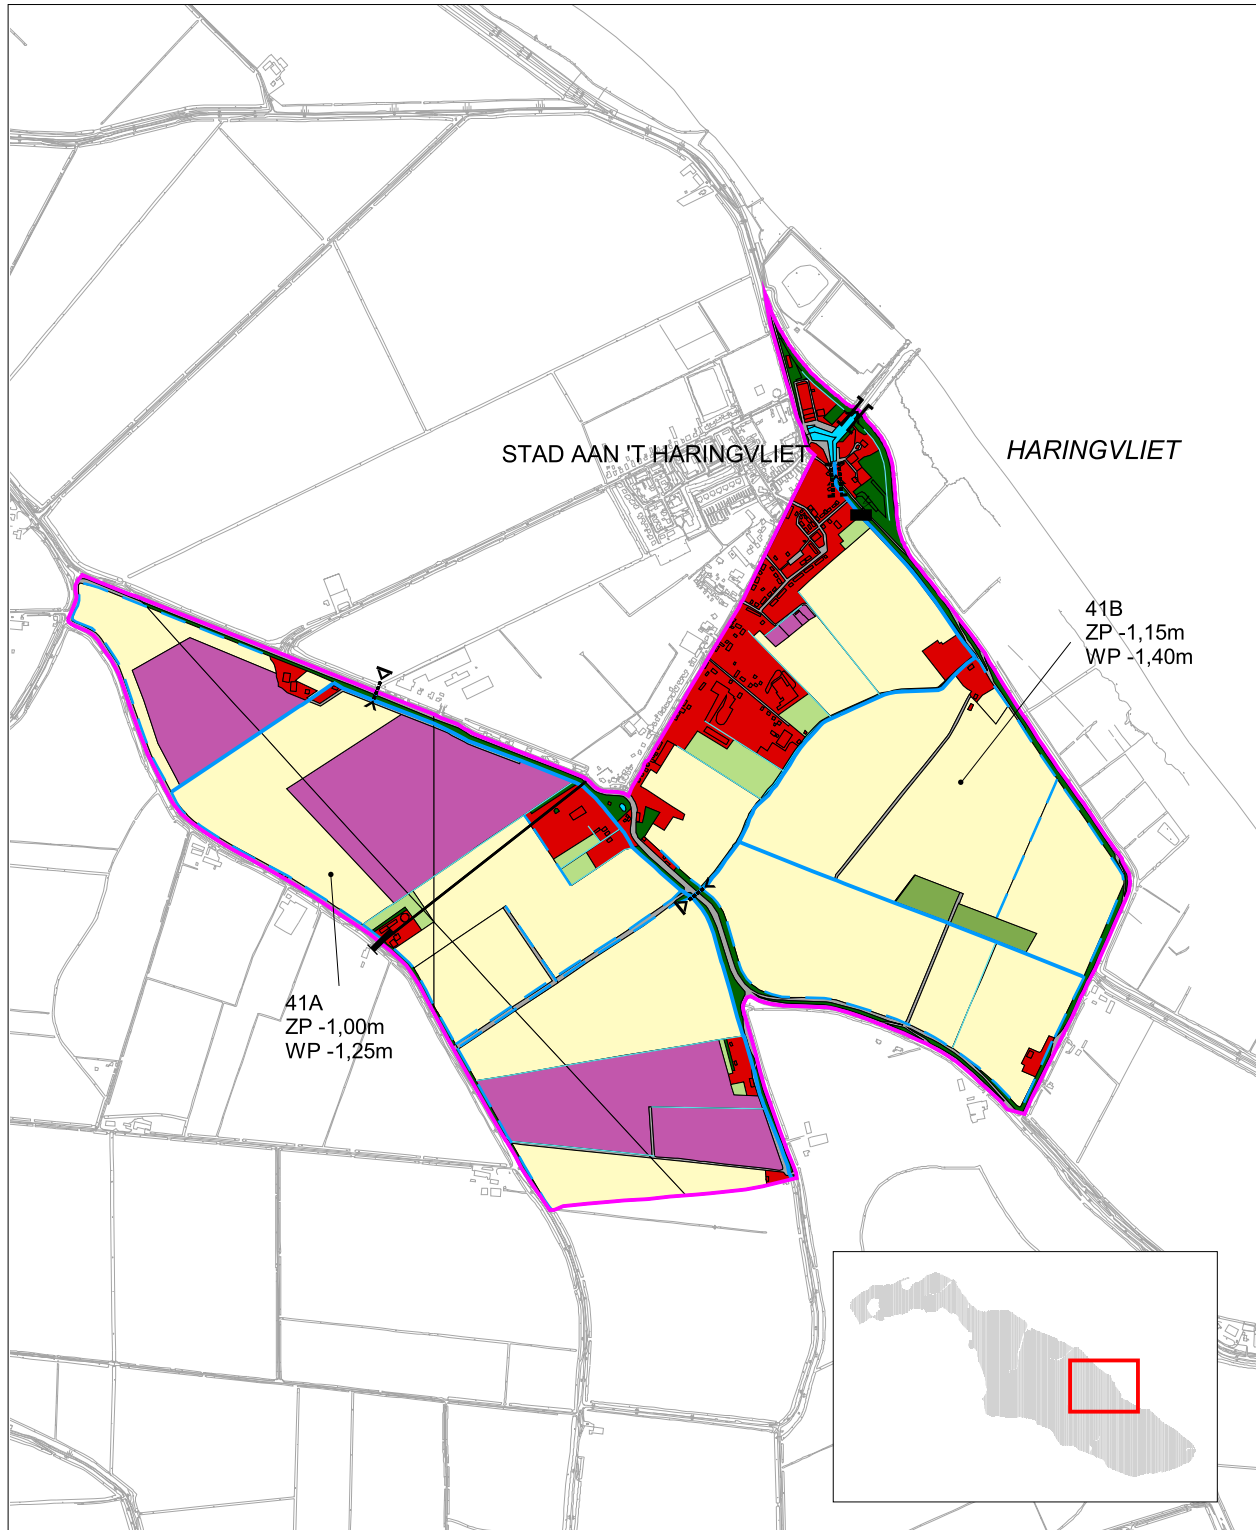 STAD AAN 'T HARINGVLIET
HARINGVLIET
41B
ZP -1,15m
WP -1,40m
41A
ZP -1,00m
WP -1,25m